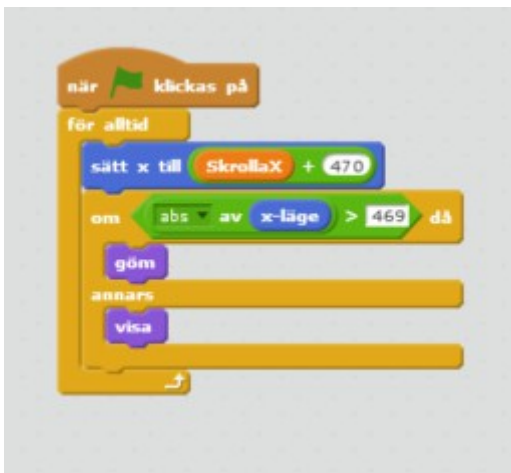 när klickas på
för alltid
sätt x till SkrollaX + 470
om abs av x-läge > 469 då
göm
annars
visa